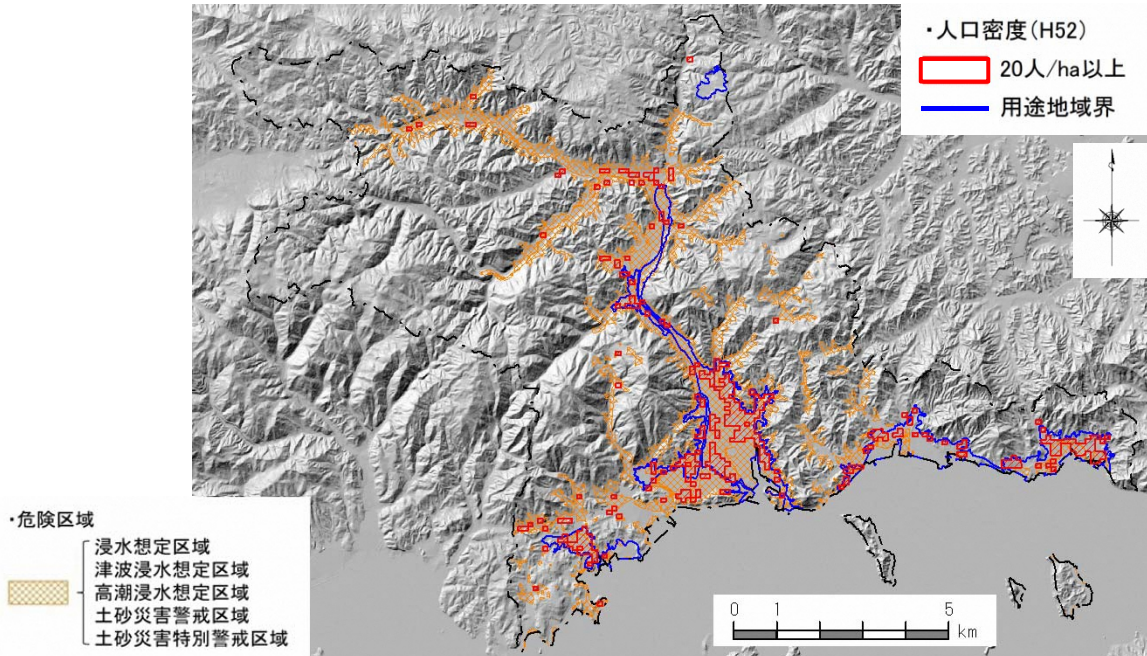 ・人口密度(H52)
20人/ha以上
用途地域界
・危険区域
浸水想定区域
津波浸水想定区域
高潮浸水想定区域
土砂災害警戒区域
土砂災害特別警戒区域
0 1 5
km